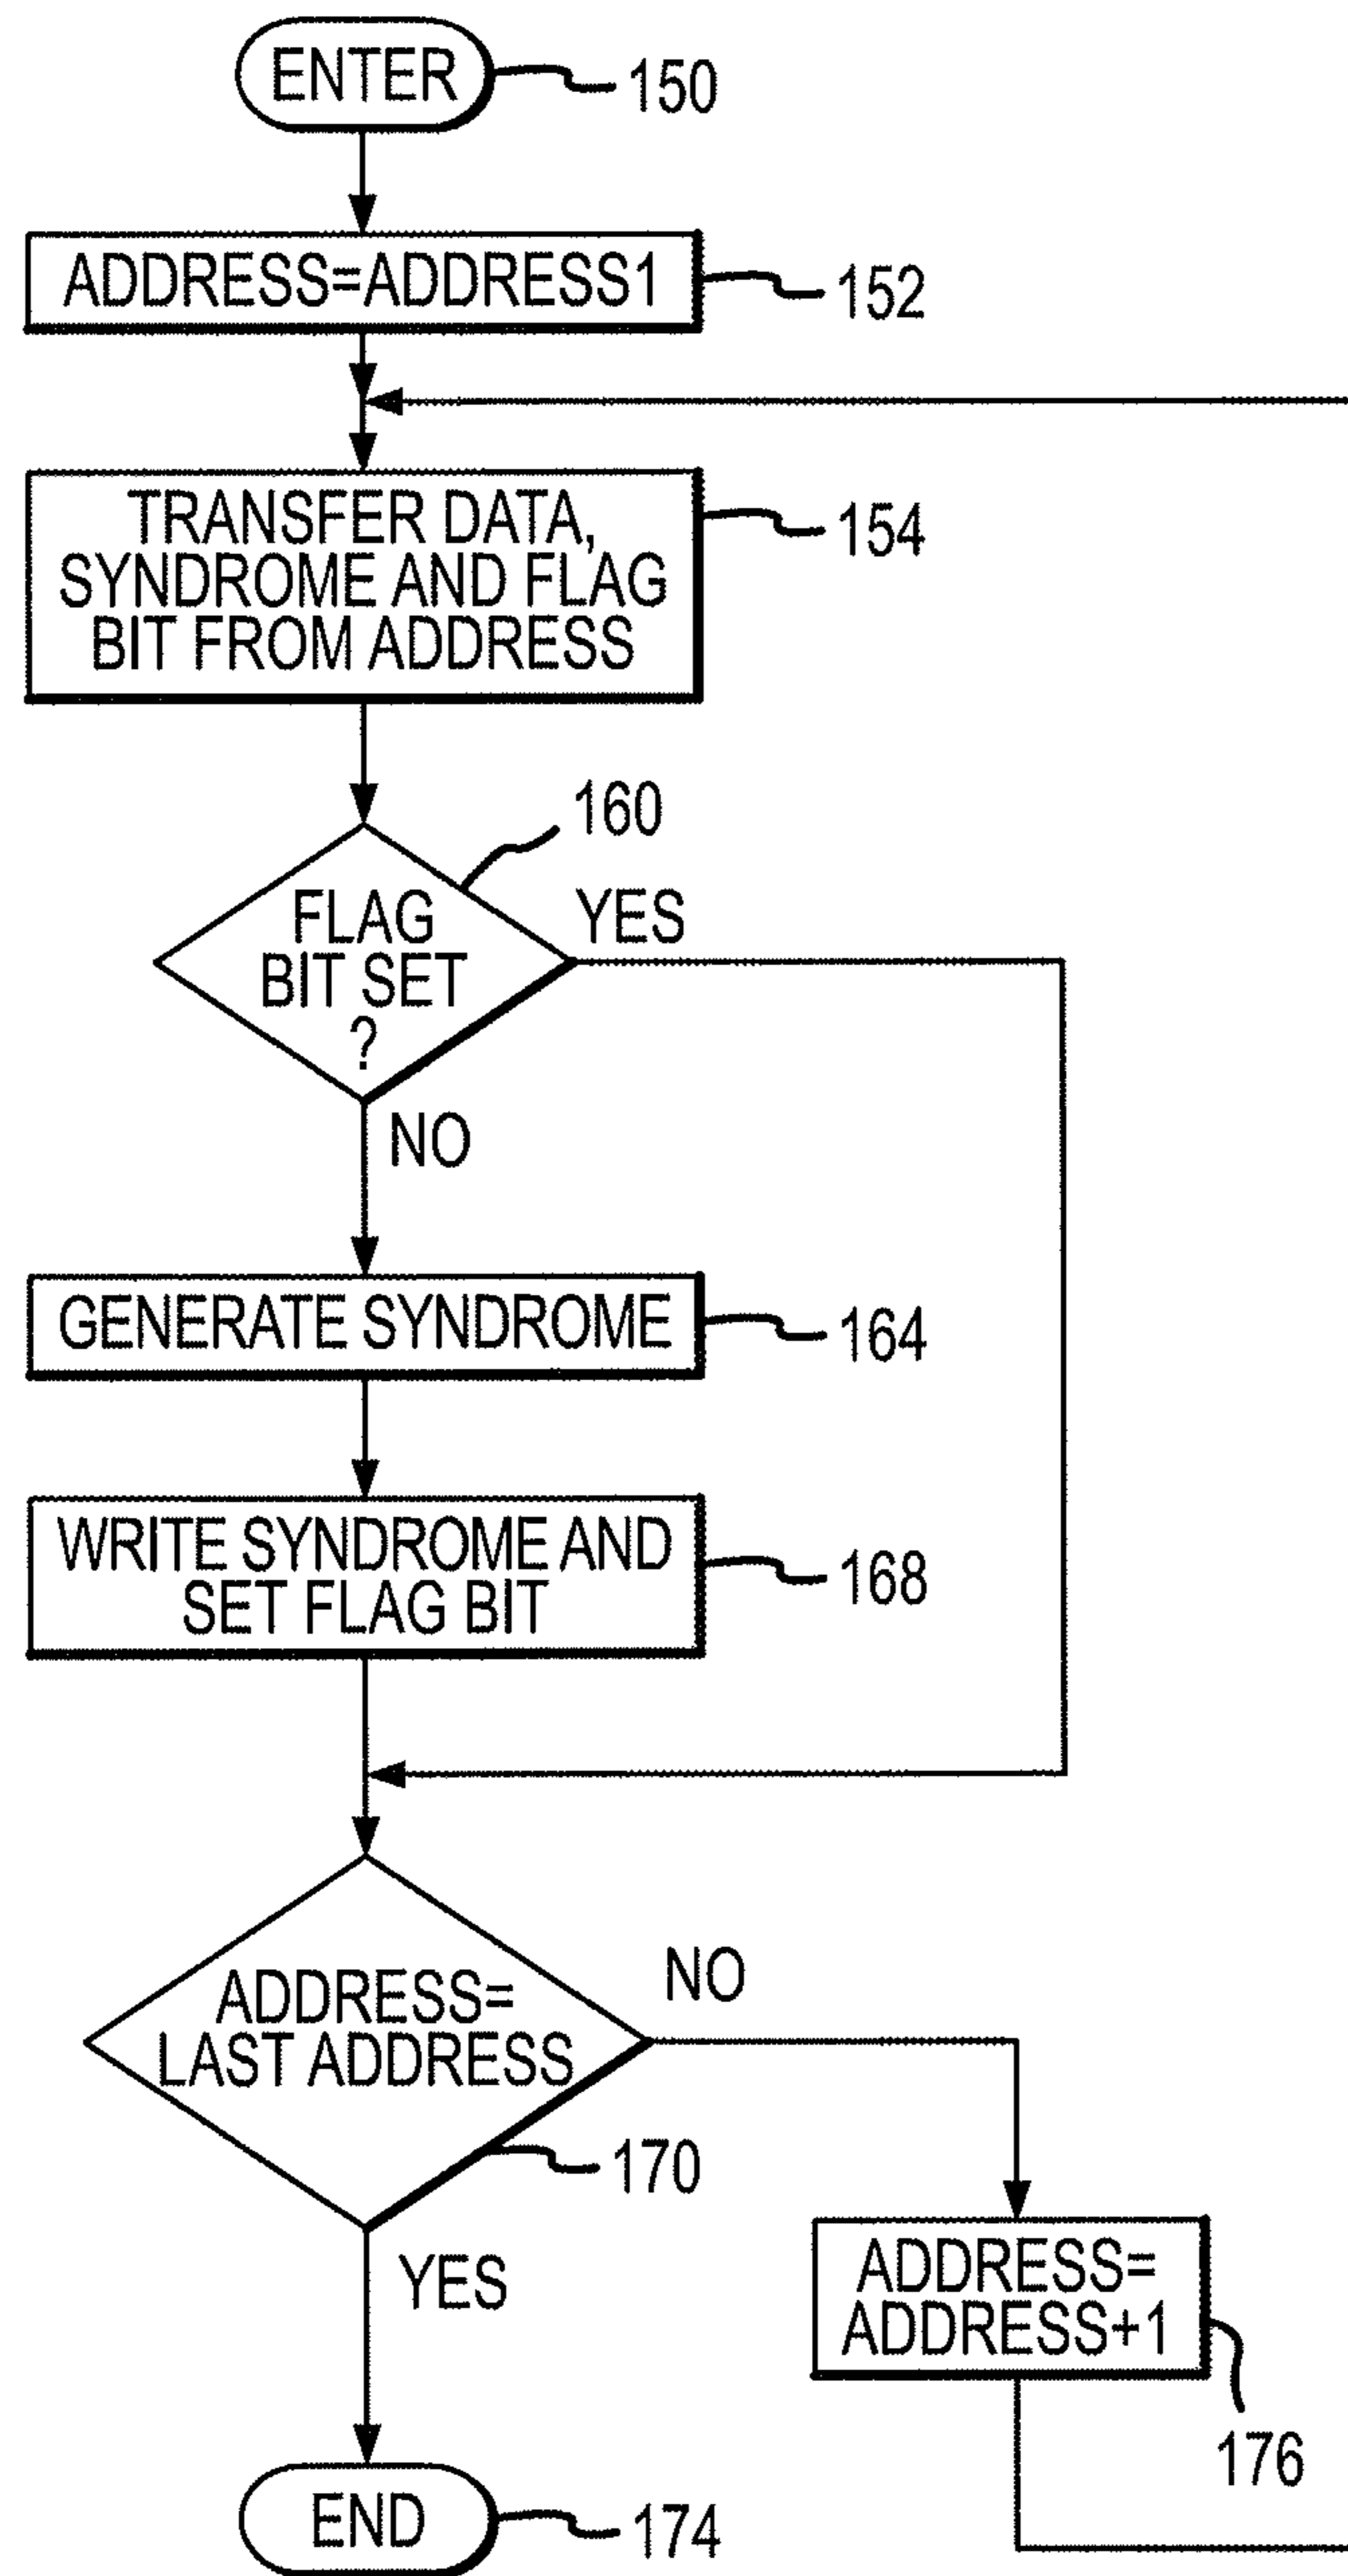 ENTER
150
ADDRESS=ADDRESS1
152
TRANSFER DATA,
SYNDROME AND FLAG
BIT FROM ADDRESS
154
160
FLAG
BIT SET
?
YES
NO
GENERATE SYNDROME
164
WRITE SYNDROME AND
SET FLAG BIT
168
ADDRESS=
LAST ADDRESS
NO
170
YES
ADDRESS=
ADDRESS+1
176
END
174